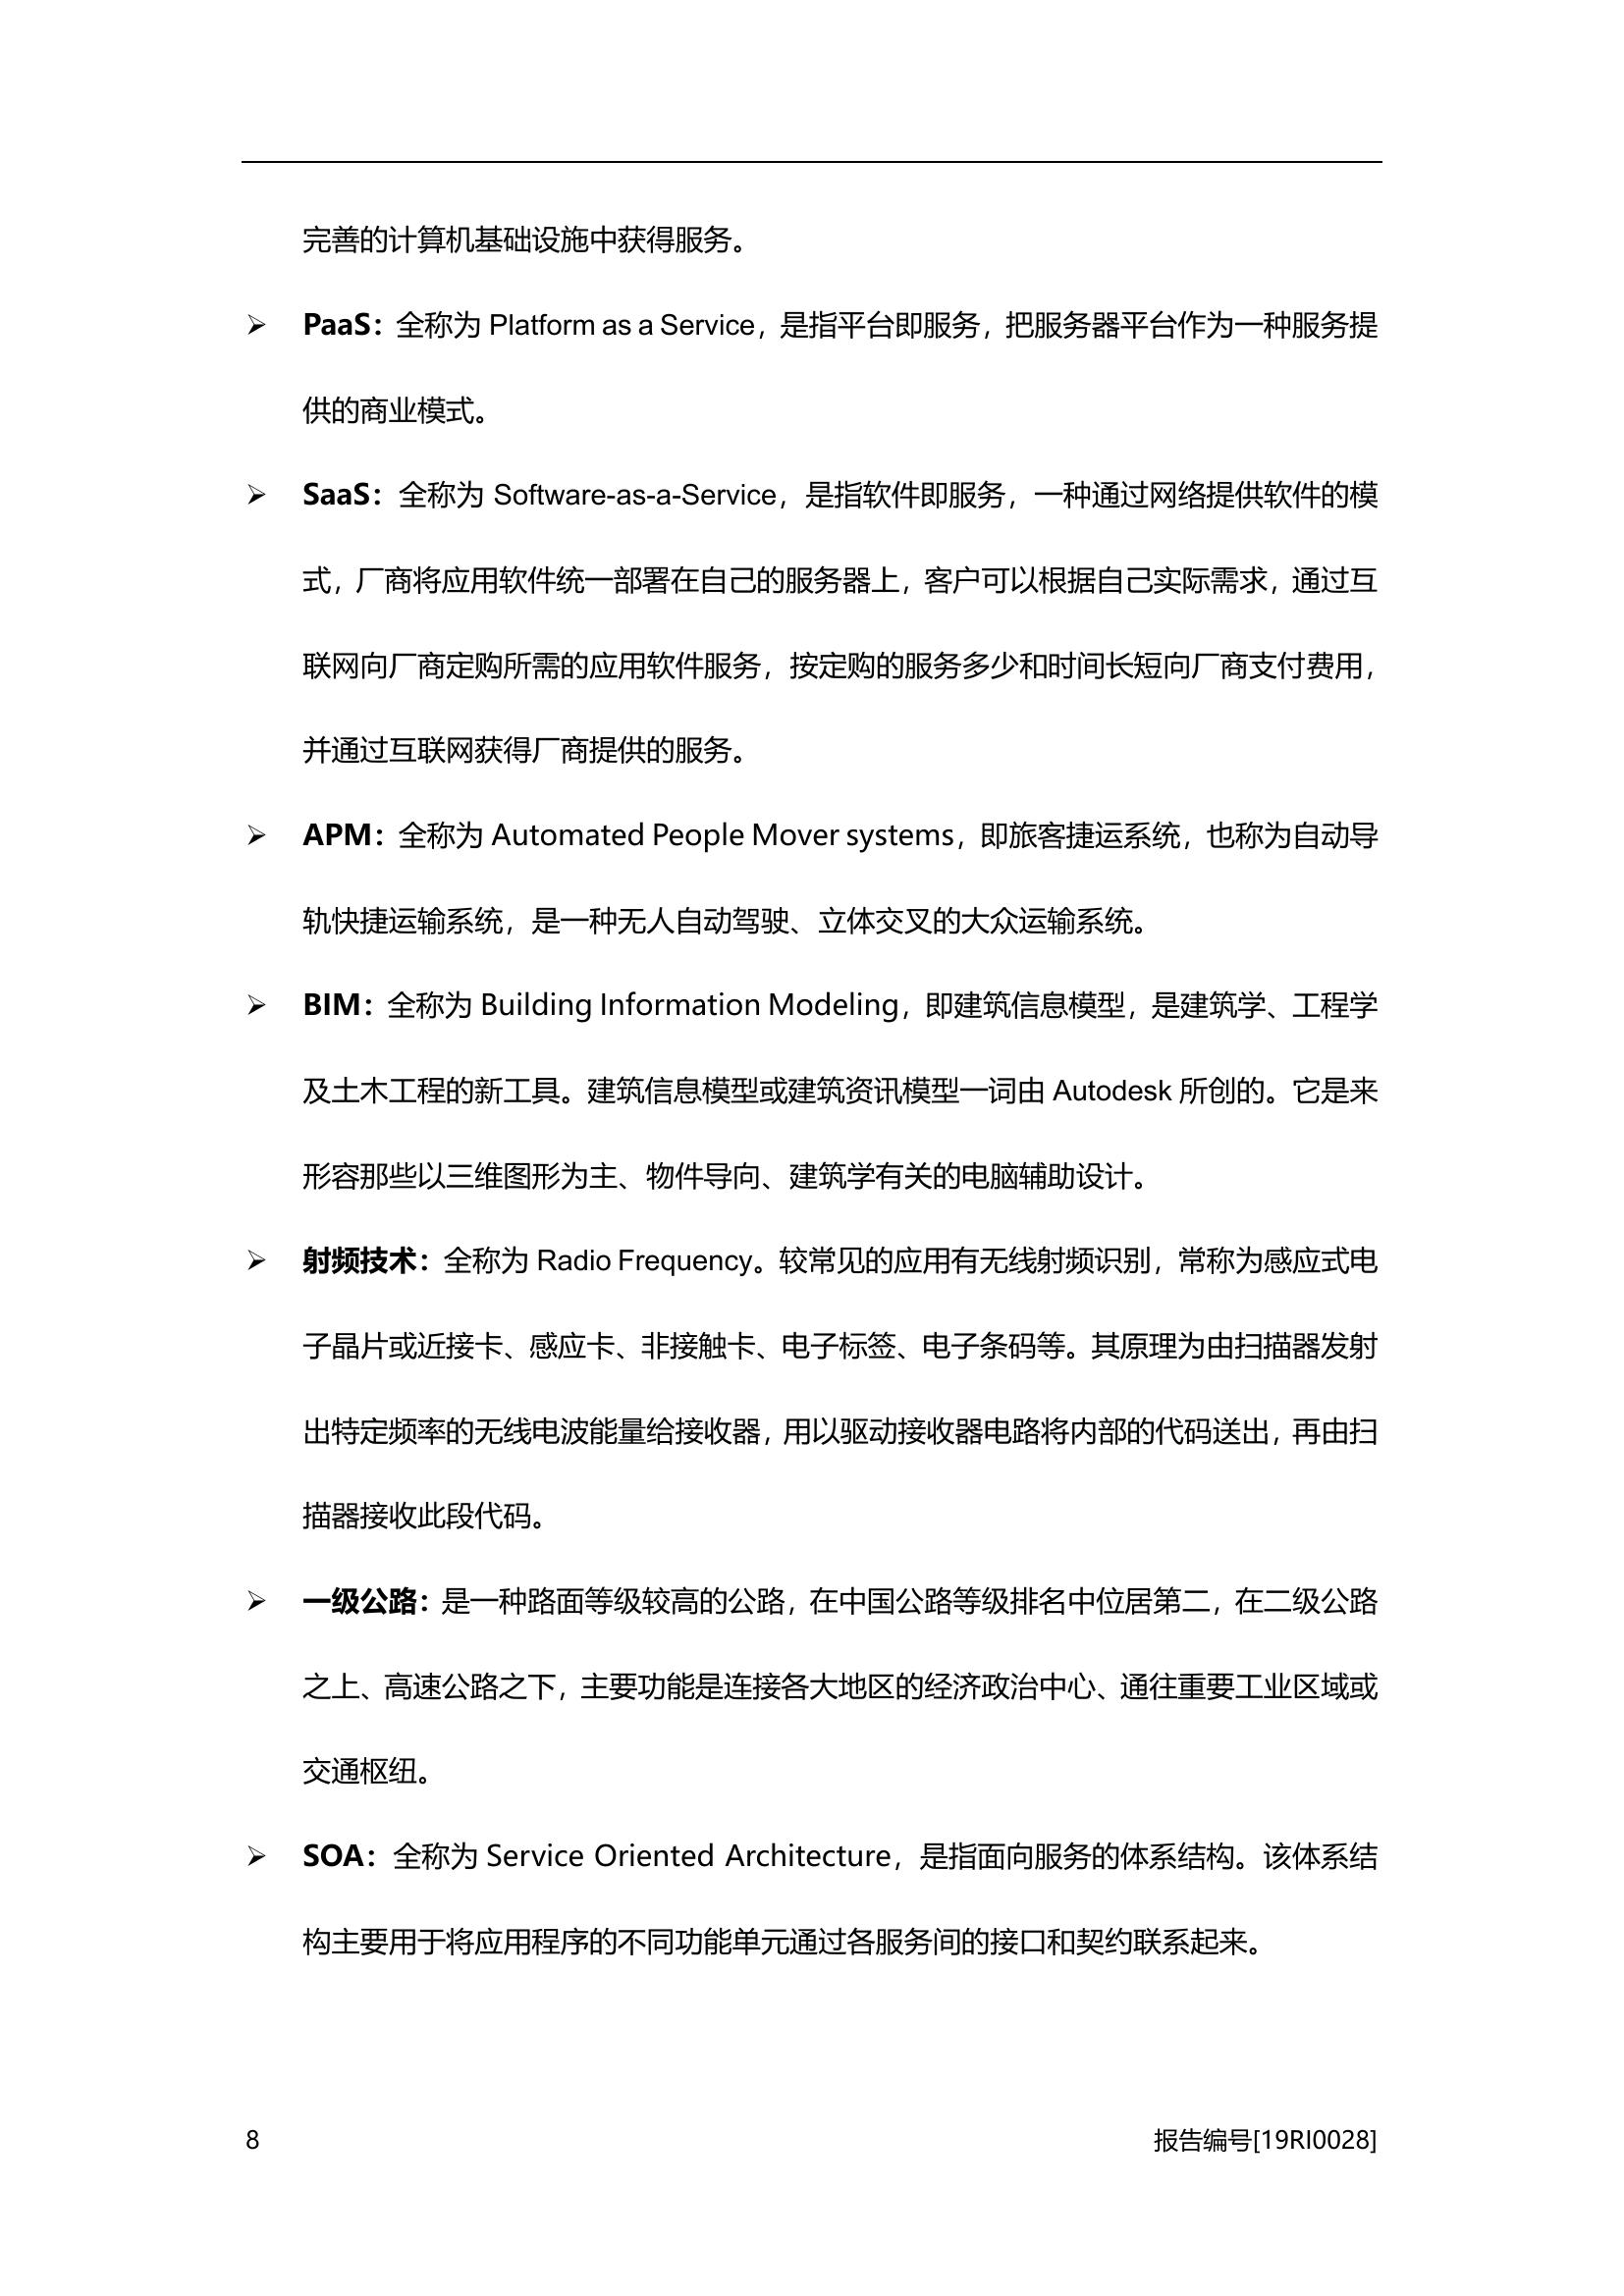 完善的计算机基础设施中获得服务。
➢ PaaS：全称为 Platform as a Service，是指平台即服务，把服务器平台作为一种服务提
供的商业模式。
➢ SaaS：全称为 Software-as-a-Service，是指软件即服务，一种通过网络提供软件的模
式，厂商将应用软件统一部署在自己的服务器上，客户可以根据自己实际需求，通过互
联网向厂商定购所需的应用软件服务，按定购的服务多少和时间长短向厂商支付费用，
并通过互联网获得厂商提供的服务。
➢ APM：全称为 Automated People Mover systems，即旅客捷运系统，也称为自动导
轨快捷运输系统，是一种无人自动驾驶、立体交叉的大众运输系统。
➢ BIM：全称为 Building Information Modeling，即建筑信息模型，是建筑学、工程学
及土木工程的新工具。建筑信息模型或建筑资讯模型一词由 Autodesk 所创的。它是来
形容那些以三维图形为主、物件导向、建筑学有关的电脑辅助设计。
➢ 射频技术：全称为 Radio Frequency。较常见的应用有无线射频识别，常称为感应式电
子晶片或近接卡、感应卡、非接触卡、电子标签、电子条码等。其原理为由扫描器发射
出特定频率的无线电波能量给接收器，用以驱动接收器电路将内部的代码送出，再由扫
描器接收此段代码。
➢ 一级公路：是一种路面等级较高的公路，在中国公路等级排名中位居第二，在二级公路
之上、高速公路之下，主要功能是连接各大地区的经济政治中心、通往重要工业区域或
交通枢纽。
➢ SOA：全称为 Service Oriented Architecture，是指面向服务的体系结构。该体系结
构主要用于将应用程序的不同功能单元通过各服务间的接口和契约联系起来。
8 报告编号[19RI0028]